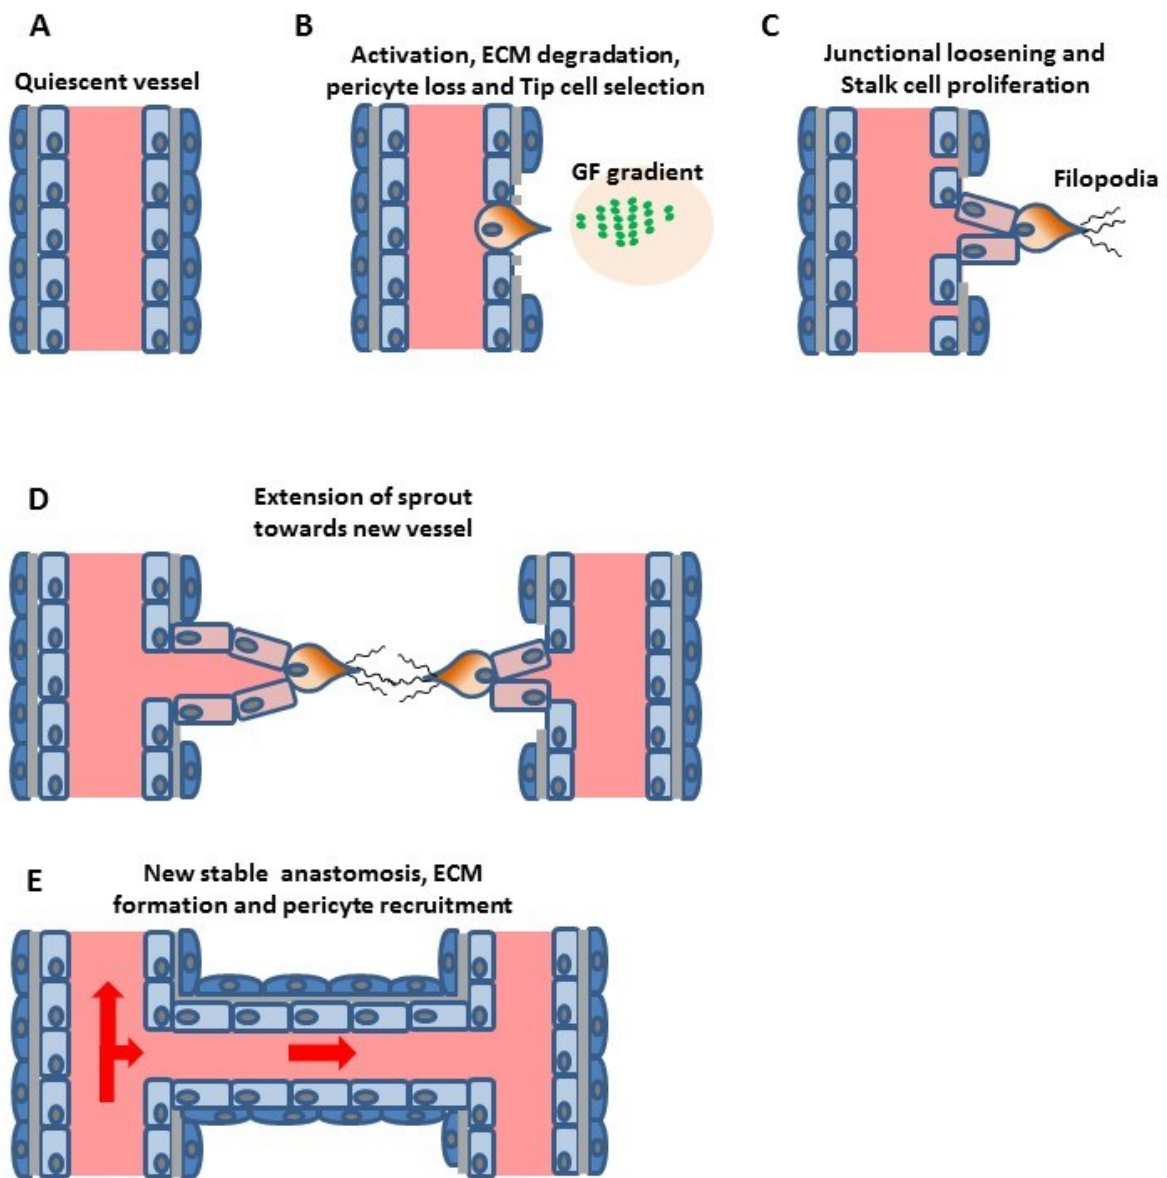 A
Quiescent vessel
B
Activation, ECM degradation,
pericyte loss and Tip cell selection
GF gradient
C
Junctional loosening and
Stalk cell proliferation
Filopodia
D
Extension of sprout
towards new vessel
E
New stable anastomosis, ECM
formation and pericyte recruitment